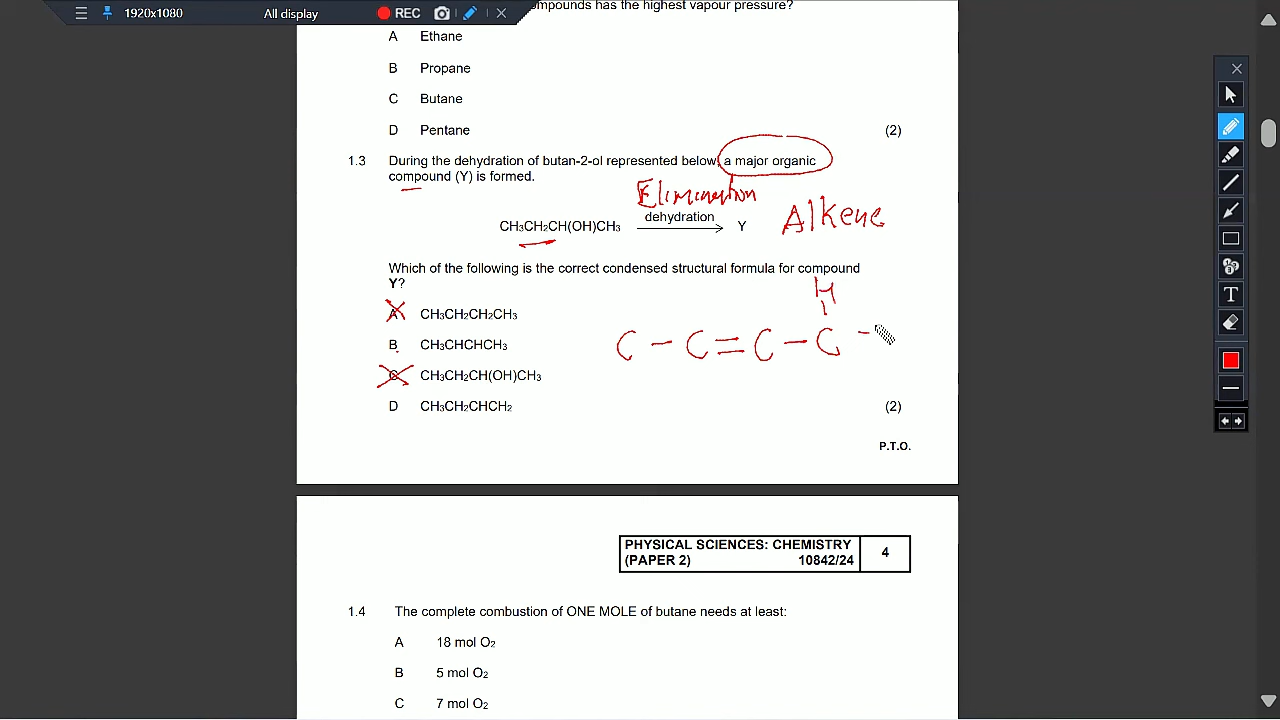 1920x1080 All display REC
ompounds has the highest vapour pressure?
A Ethane
B Propane
C Butane
D Pentane (2)
1.3 During the dehydration of butan-2-ol represented below, a major organic
compound (Y) is formed.
Elimination
dehydration
CH₃CH₂CH(OH)CH₃ Y Alkene
Which of the following is the correct condensed structural formula for compound
Y?
A CH₃CH₂CH₂CH₃
B CH₃CHCHCH₃
C CH₃CH₂CH(OH)CH₃
D CH₃CH₂CHCH₂ (2)
H
C - C = C - C -
P.T.O.
PHYSICAL SCIENCES: CHEMISTRY
(PAPER 2) 10842/24
4
1.4 The complete combustion of ONE MOLE of butane needs at least:
A 18 mol O₂
B 5 mol O₂
C 7 mol O₂
T